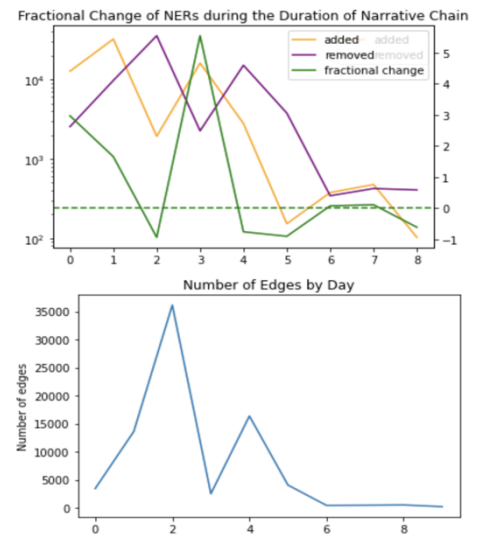 Fractional Change of NERs during the Duration of Narrative Chain
added added
removed removed
fractional change
10⁴
10³
10²
5
4
3
2
1
0
−1
0 1 2 3 4 5 6 7 8
Number of Edges by Day
Number of edges
35000
30000
25000
20000
15000
10000
5000
0
0 2 4 6 8